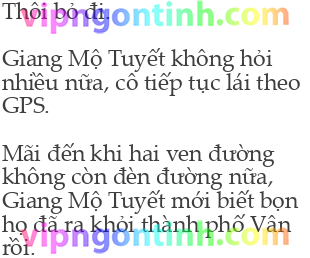 Thôi bỏ đi.
vipngontinh.com
Giang Mộ Tuyết không hỏi
nhiều nữa, cô tiếp tục lái theo
GPS.
Mãi đến khi hai ven đường
không còn đèn đường nữa,
Giang Mộ Tuyết mới biết bọn
họ đã ra khỏi thành phố Vân
rồi.
vipngontinh.com